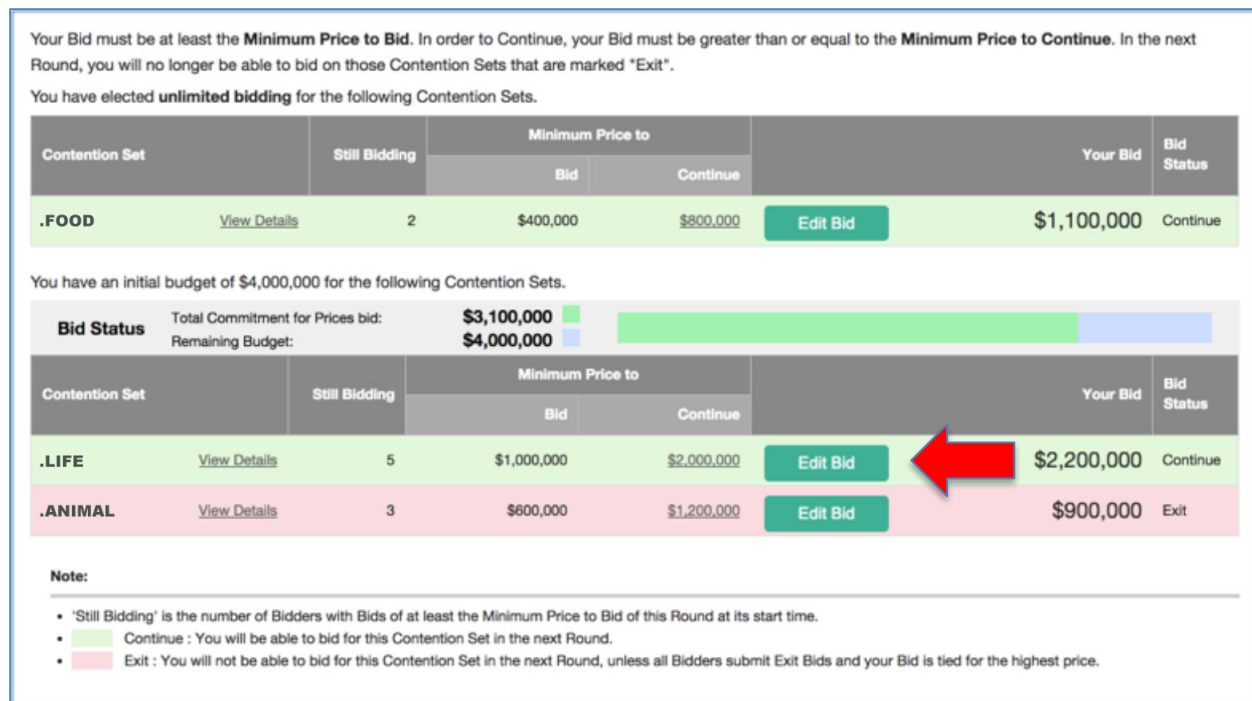 Your Bid must be at least the Minimum Price to Bid. In order to Continue, your Bid must be greater than or equal to the Minimum Price to Continue. In the next
Round, you will no longer be able to bid on those Contention Sets that are marked "Exit".
You have elected unlimited bidding for the following Contention Sets.
Contention Set Still Bidding Minimum Price to Your Bid Bid Status
Bid Continue
.FOOD View Details 2 $400,000 $800,000 Edit Bid $1,100,000 Continue
You have an initial budget of $4,000,000 for the following Contention Sets.
Bid Status Total Commitment for Prices bid: $3,100,000
Remaining Budget: $4,000,000
Contention Set Still Bidding Minimum Price to Your Bid Bid Status
Bid Continue
.LIFE View Details 5 $1,000,000 $2,000,000 Edit Bid $2,200,000 Continue
.ANIMAL View Details 3 $600,000 $1,200,000 Edit Bid $900,000 Exit
Note:
• 'Still Bidding' is the number of Bidders with Bids of at least the Minimum Price to Bid of this Round at its start time.
• Continue : You will be able to bid for this Contention Set in the next Round.
• Exit : You will not be able to bid for this Contention Set in the next Round, unless all Bidders submit Exit Bids and your Bid is tied for the highest price.